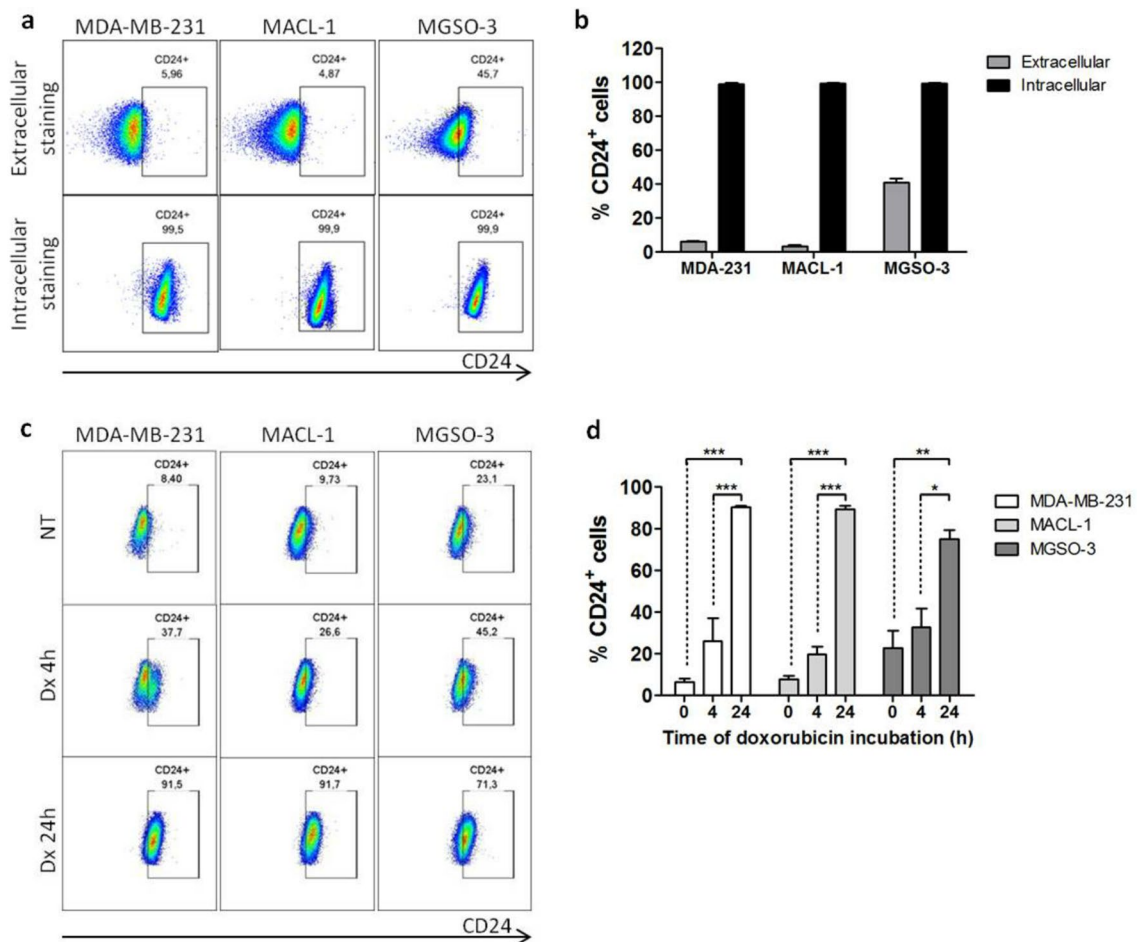 a
MDA-MB-231 MACL-1 MGSO-3
Extracellular
staining
CD24+ CD24+ CD24+
5,96 4,87 45,7
Intracellular
staining
CD24+ CD24+ CD24+
99,5 99,9 99,9
CD24
b
% CD24+ cells
120
100
80
60
40
20
0
MDA-231 MACL-1 MGSO-3
Extracellular
Intracellular
c
MDA-MB-231 MACL-1 MGSO-3
NT
CD24+ CD24+ CD24+
8,40 9,73 23,1
Dx 4h
CD24+ CD24+ CD24+
37,7 26,6 45,2
Dx 24h
CD24+ CD24+ CD24+
91,5 91,7 71,3
CD24
d
*** *** **
*** *** *
% CD24+ cells
100
80
60
40
20
0
0 4 24 0 4 24 0 4 24
Time of doxorubicin incubation (h)
MDA-MB-231
MACL-1
MGSO-3